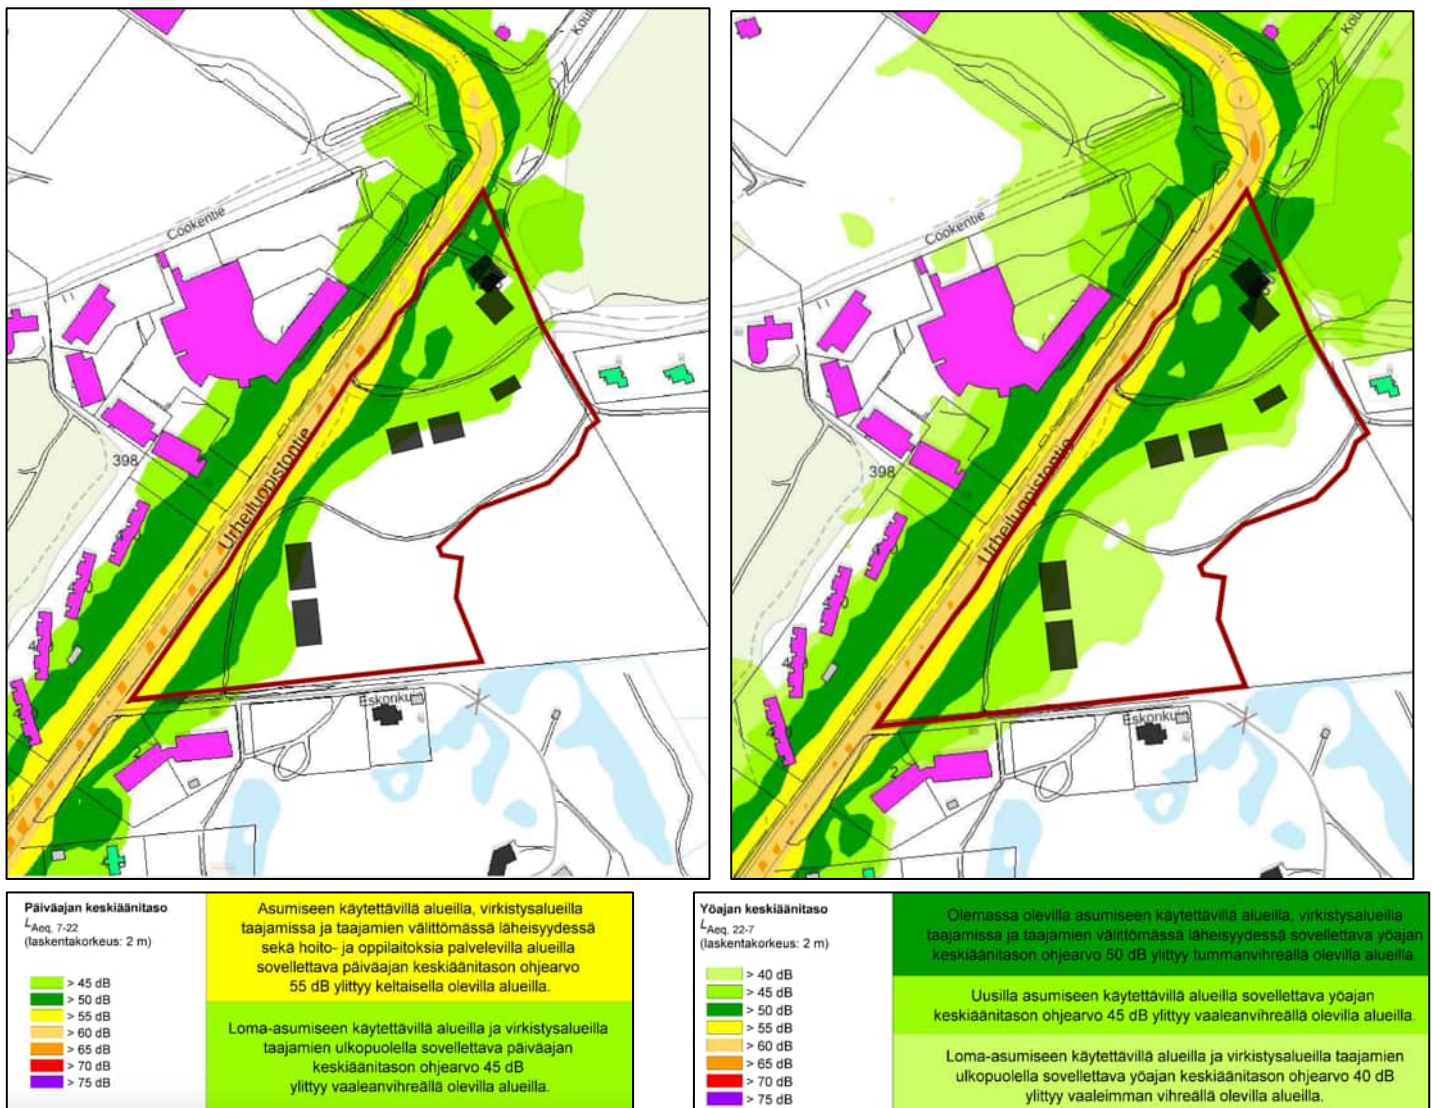 Cookentie
Urheiluopistontie
398
Eskonkuja
2
Cookentie
Urheiluopistontie
398
2
Päiväajan keskiäänitaso
LAeq, 7-22
(laskentakorkeus: 2 m)
> 45 dB
> 50 dB
> 55 dB
> 60 dB
> 65 dB
> 70 dB
> 75 dB
Asumiseen käytettävillä alueilla, virkistysalueilla
taajamissa ja taajamien välittömässä läheisyydessä
sekä hoito- ja oppilaitoksia palvelevilla alueilla
sovellettava päiväajan keskiäänitason ohjearvo
55 dB ylittyy keltaisella olevilla alueilla.
Loma-asumiseen käytettävillä alueilla ja virkistysalueilla
taajamien ulkopuolella sovellettava päiväajan
keskiäänitason ohjearvo 45 dB
ylittyy vaaleanvihreällä olevilla alueilla.
Yöajan keskiäänitaso
LAeq, 22-7
(laskentakorkeus: 2 m)
> 40 dB
> 45 dB
> 50 dB
> 55 dB
> 60 dB
> 65 dB
> 70 dB
> 75 dB
Olemassa olevilla asumiseen käytettävillä alueilla, virkistysalueilla
taajamissa ja taajamien välittömässä läheisyydessä sovellettava yöajan
keskiäänitason ohjearvo 50 dB ylittyy tummanvihreällä olevilla alueilla.
Uusilla asumiseen käytettävillä alueilla sovellettava yöajan
keskiäänitason ohjearvo 45 dB ylittyy vaaleanvihreällä olevilla alueilla.
Loma-asumiseen käytettävillä alueilla ja virkistysalueilla taajamien
ulkopuolella sovellettava yöajan keskiäänitason ohjearvo 40 dB
ylittyy vaaleimman vihreällä olevilla alueilla.